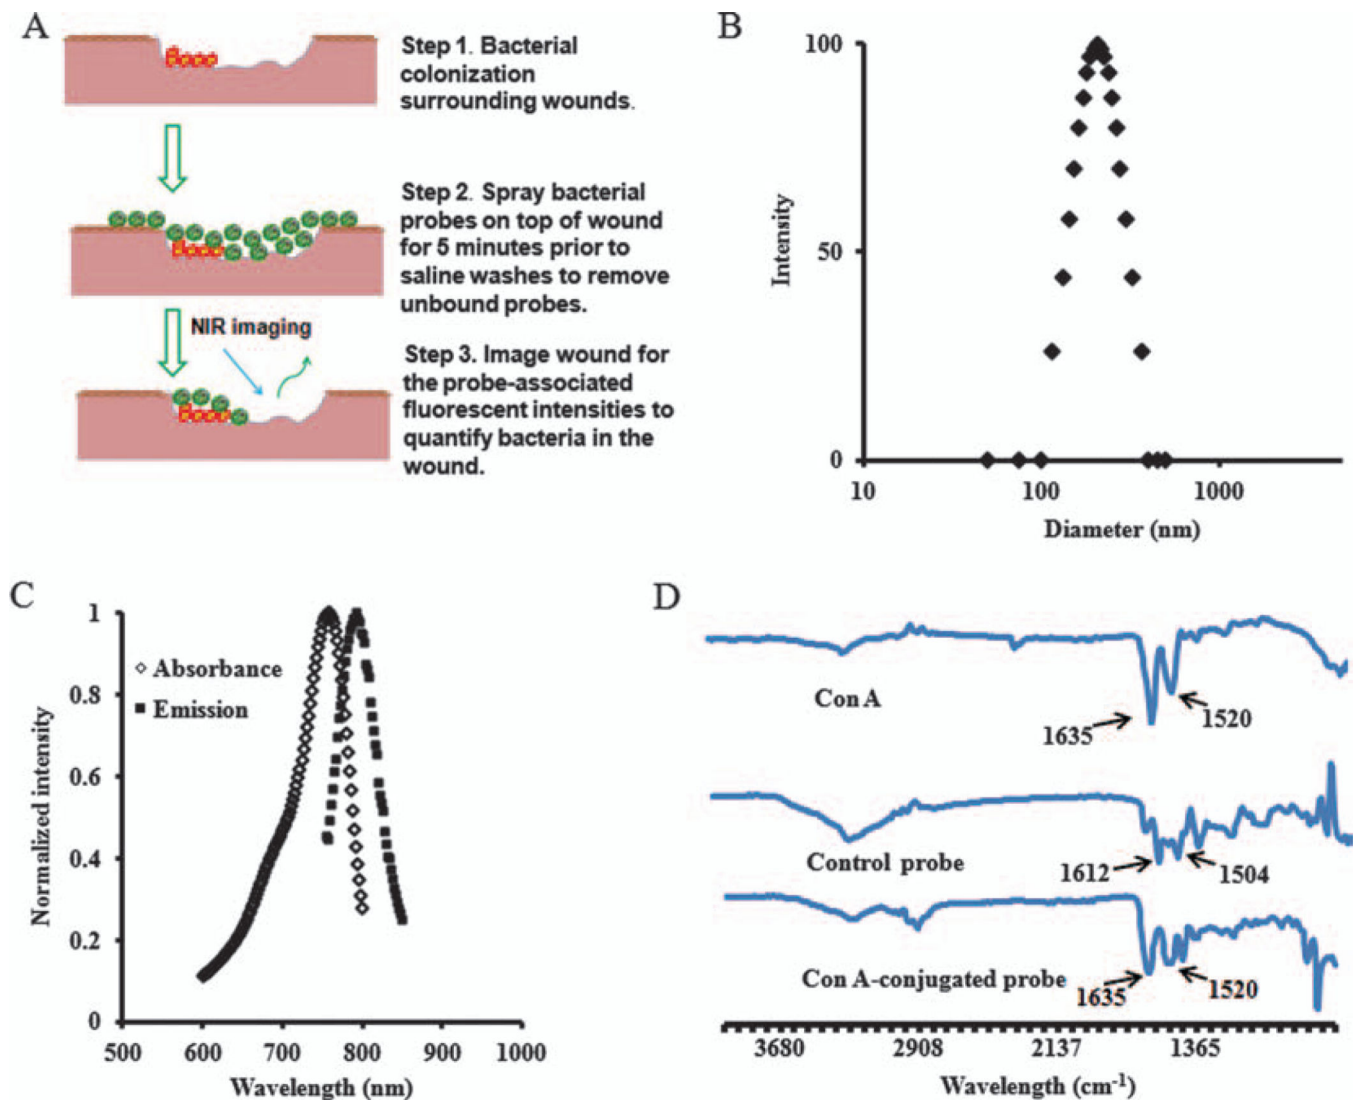 A
Step 1. Bacterial
colonization
surrounding wounds.
Step 2. Spray bacterial
probes on top of wound
for 5 minutes prior to
saline washes to remove
unbound probes.
NIR imaging
Step 3. Image wound for
the probe-associated
fluorescent intensities to
quantify bacteria in the
wound.
B
100
50
0
Intensity
10 100 1000
Diameter (nm)
C
1
0.8
0.6
0.4
0.2
0
Normalized intensity
Absorbance
Emission
500 600 700 800 900 1000
Wavelength (nm)
D
Con A
1635
1520
Control probe
1612
1504
Con A-conjugated probe
1635
1520
3680 2908 2137 1365
Wavelength (cm⁻¹)